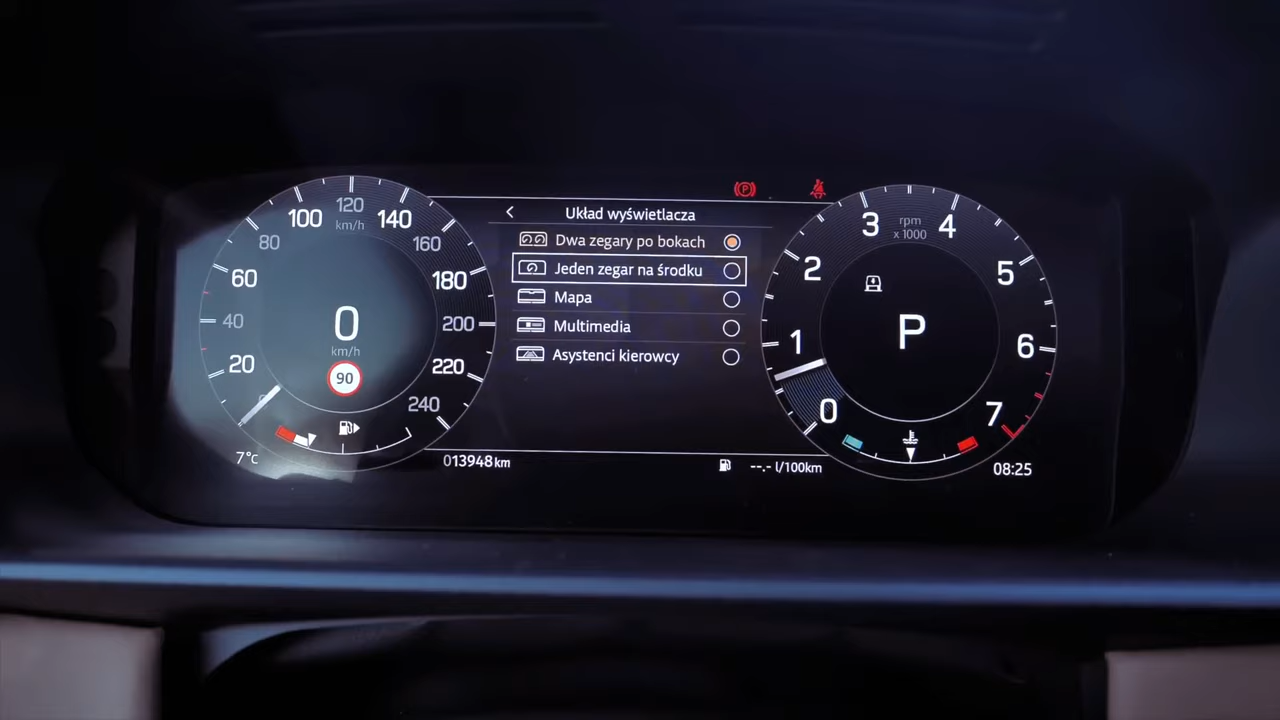 Układ wyświetlacza
Dwa zegary po bokach
Jeden zegar na środku
Mapa
Multimedia
Asystenci kierowcy
20
40
60
80
100
120
km/h
140
160
180
200
220
240
0
km/h
90
7°C
013948 km
--.- l/100km
0
1
2
3
rpm
x 1000
4
5
6
7
P
08:25